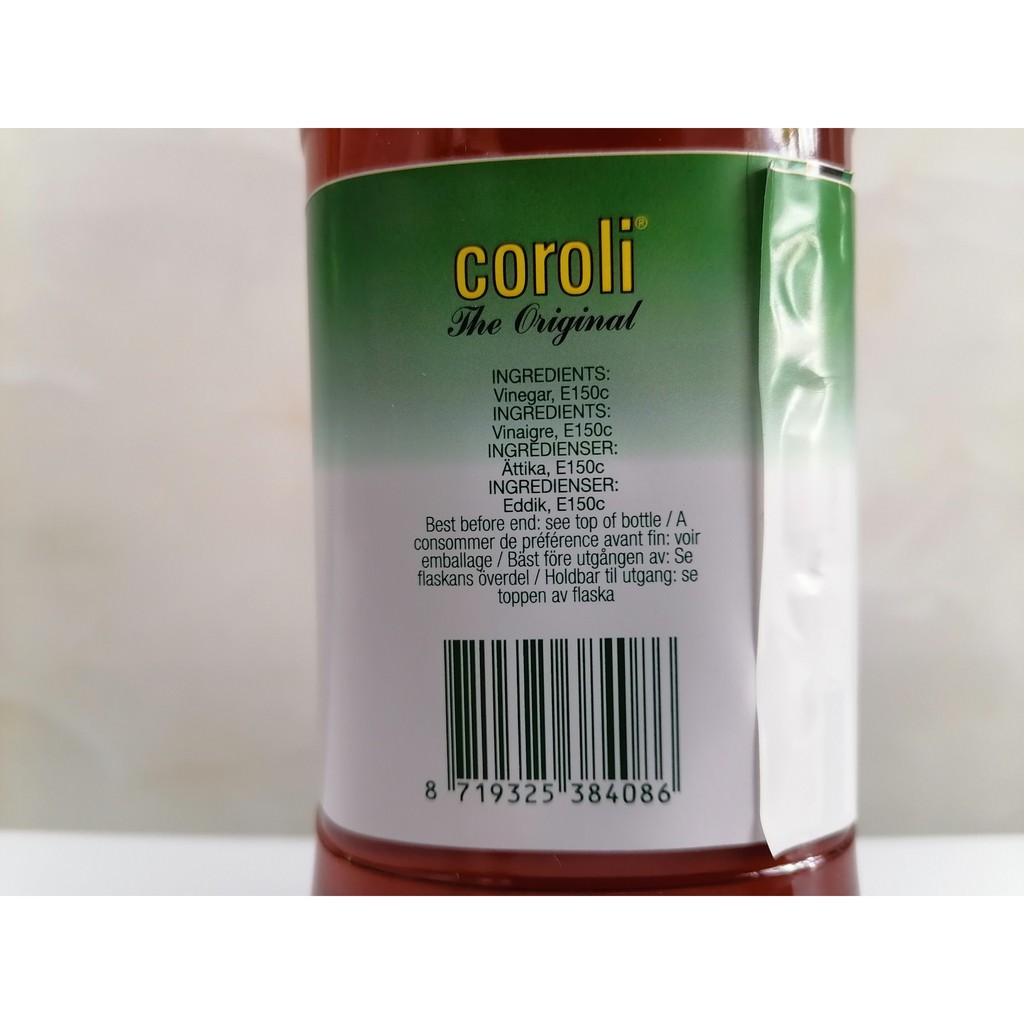 coroli®
The Original
INGREDIENTS:
Vinegar, E150c
INGREDIENTS:
Vinaigre, E150c
INGREDIENSER:
Ättika, E150c
INGREDIENSER:
Eddik, E150c
Best before end: see top of bottle / A
consommer de préférence avant fin: voir
emballage / Bäst före utgången av: Se
flaskans överdel / Holdbar til utgang: se
toppen av flaska
8 719325 384086